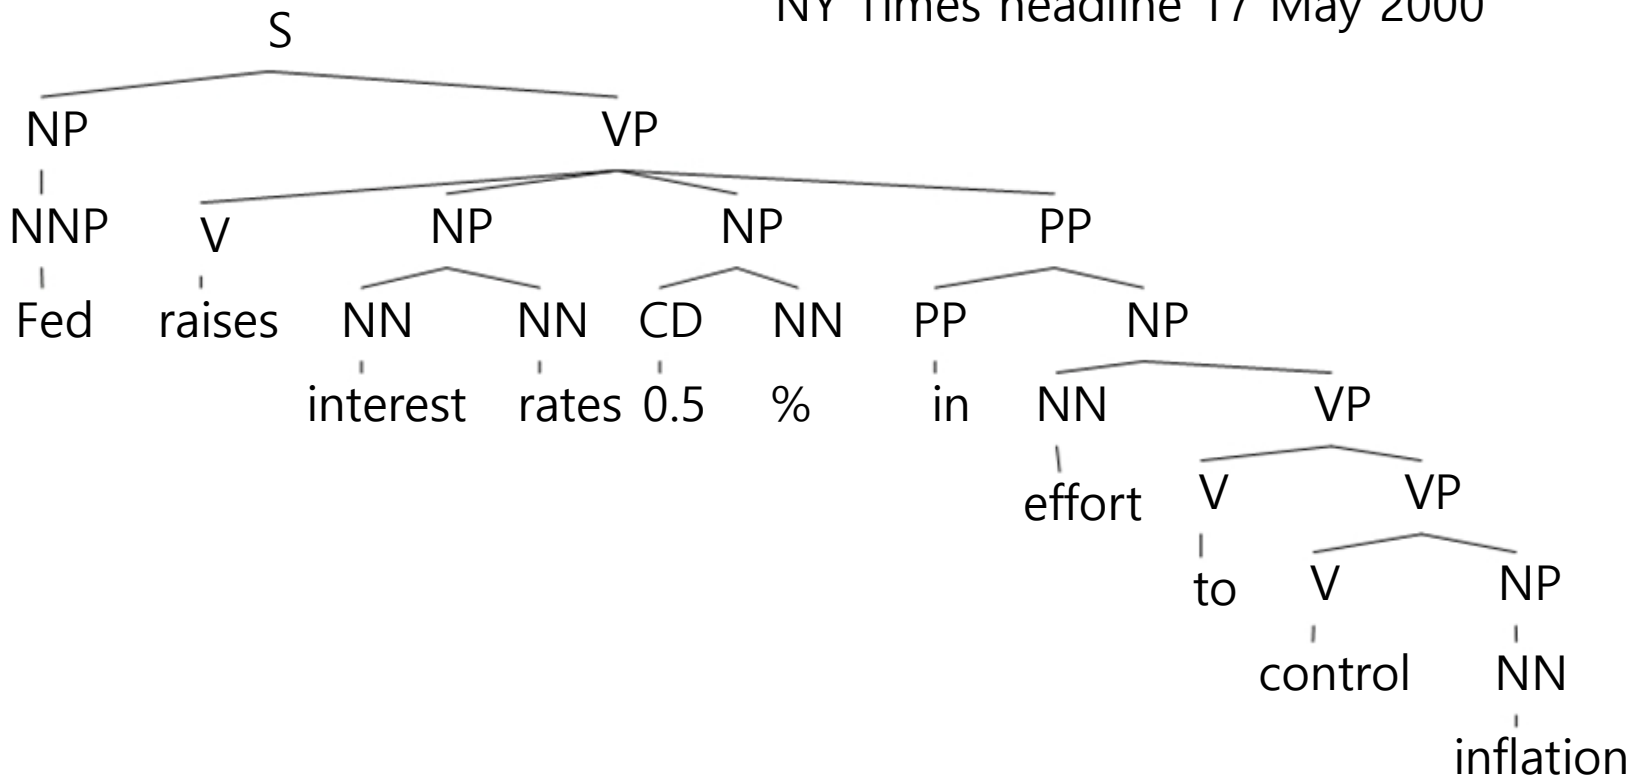 NY Times headline 17 May 2000
S
NP VP
NNP V NP NP PP
Fed raises NN NN CD NN PP NP
interest rates 0.5 % in NN VP
effort V VP
to V NP
control NN
inflation